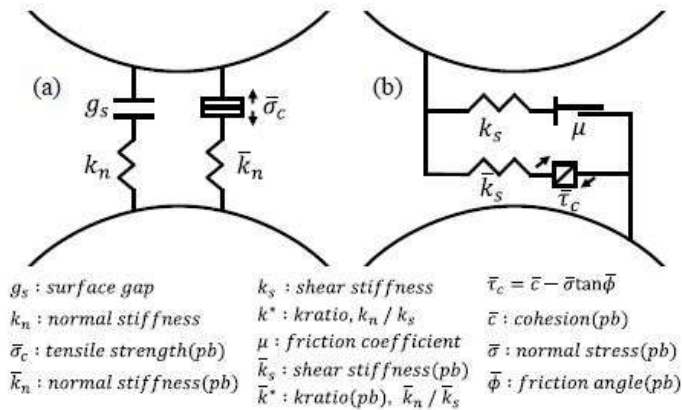 (a)
g_s
σ̄_c
k_n
k̄_n
(b)
k_s
μ
k̄_s
τ̄_c
g_s : surface gap
k_n : normal stiffness
σ̄_c : tensile strength(pb)
k̄_n : normal stiffness(pb)
k_s : shear stiffness
k* : kratio, k_n / k_s
μ : friction coefficient
k̄_s : shear stiffness(pb)
k̄* : kratio(pb), k̄_n / k̄_s
τ̄_c = c̄ − σ̄tanϕ̄
c̄ : cohesion(pb)
σ̄ : normal stress(pb)
ϕ̄ : friction angle(pb)